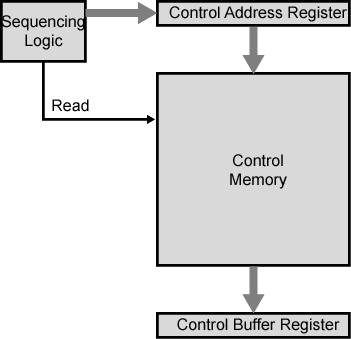 Sequencing
Logic
Control Address Register
Read
Control
Memory
Control Buffer Register